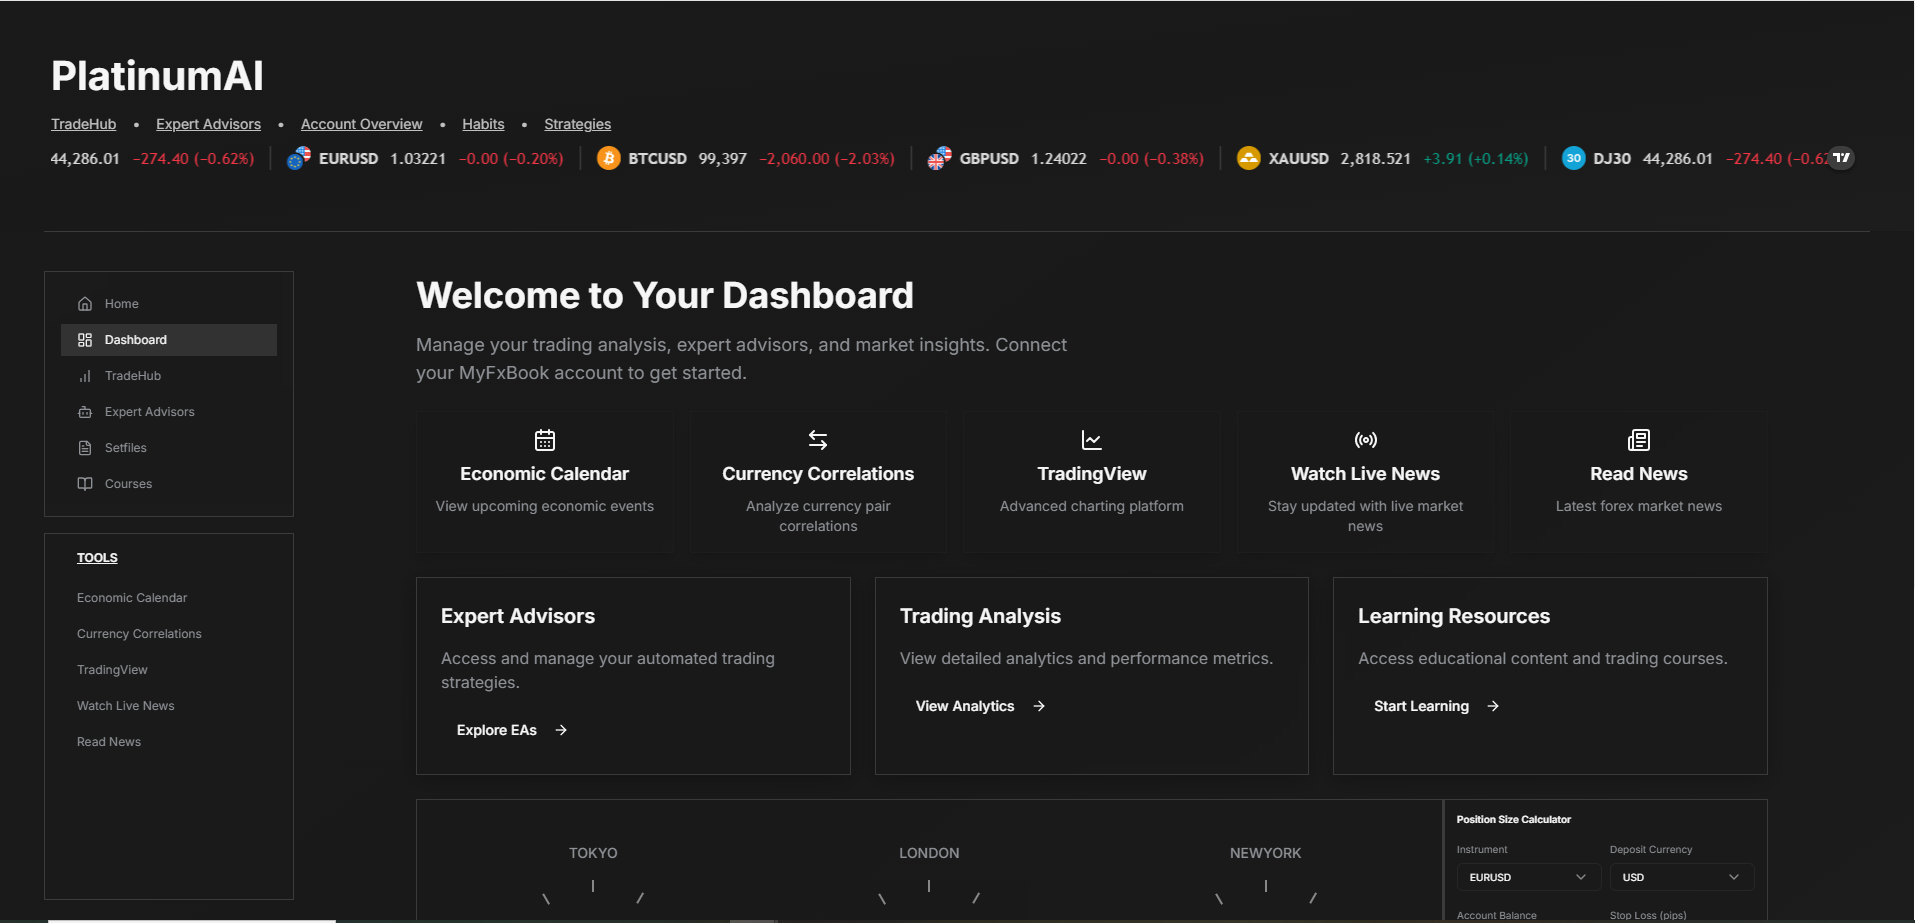 PlatinumAI
TradeHub • Expert Advisors • Account Overview • Habits • Strategies
44,286.01 −274.40 (−0.62%) EURUSD 1.03221 −0.00 (−0.20%) BTCUSD 99,397 −2,060.00 (−2.03%) GBPUSD 1.24022 −0.00 (−0.38%) XAUUSD 2,818.521 +3.91 (+0.14%) 30 DJ30 44,286.01 −274.40 (−0.62
Home
Dashboard
TradeHub
Expert Advisors
Setfiles
Courses
TOOLS
Economic Calendar
Currency Correlations
TradingView
Watch Live News
Read News
Welcome to Your Dashboard
Manage your trading analysis, expert advisors, and market insights. Connect
your MyFxBook account to get started.
Economic Calendar
View upcoming economic events
Currency Correlations
Analyze currency pair
correlations
TradingView
Advanced charting platform
Watch Live News
Stay updated with live market
news
Read News
Latest forex market news
Expert Advisors
Access and manage your automated trading
strategies.
Explore EAs
Trading Analysis
View detailed analytics and performance metrics.
View Analytics
Learning Resources
Access educational content and trading courses.
Start Learning
TOKYO
LONDON
NEWYORK
Position Size Calculator
Instrument
Deposit Currency
EURUSD
USD
Account Balance
Stop Loss (pips)